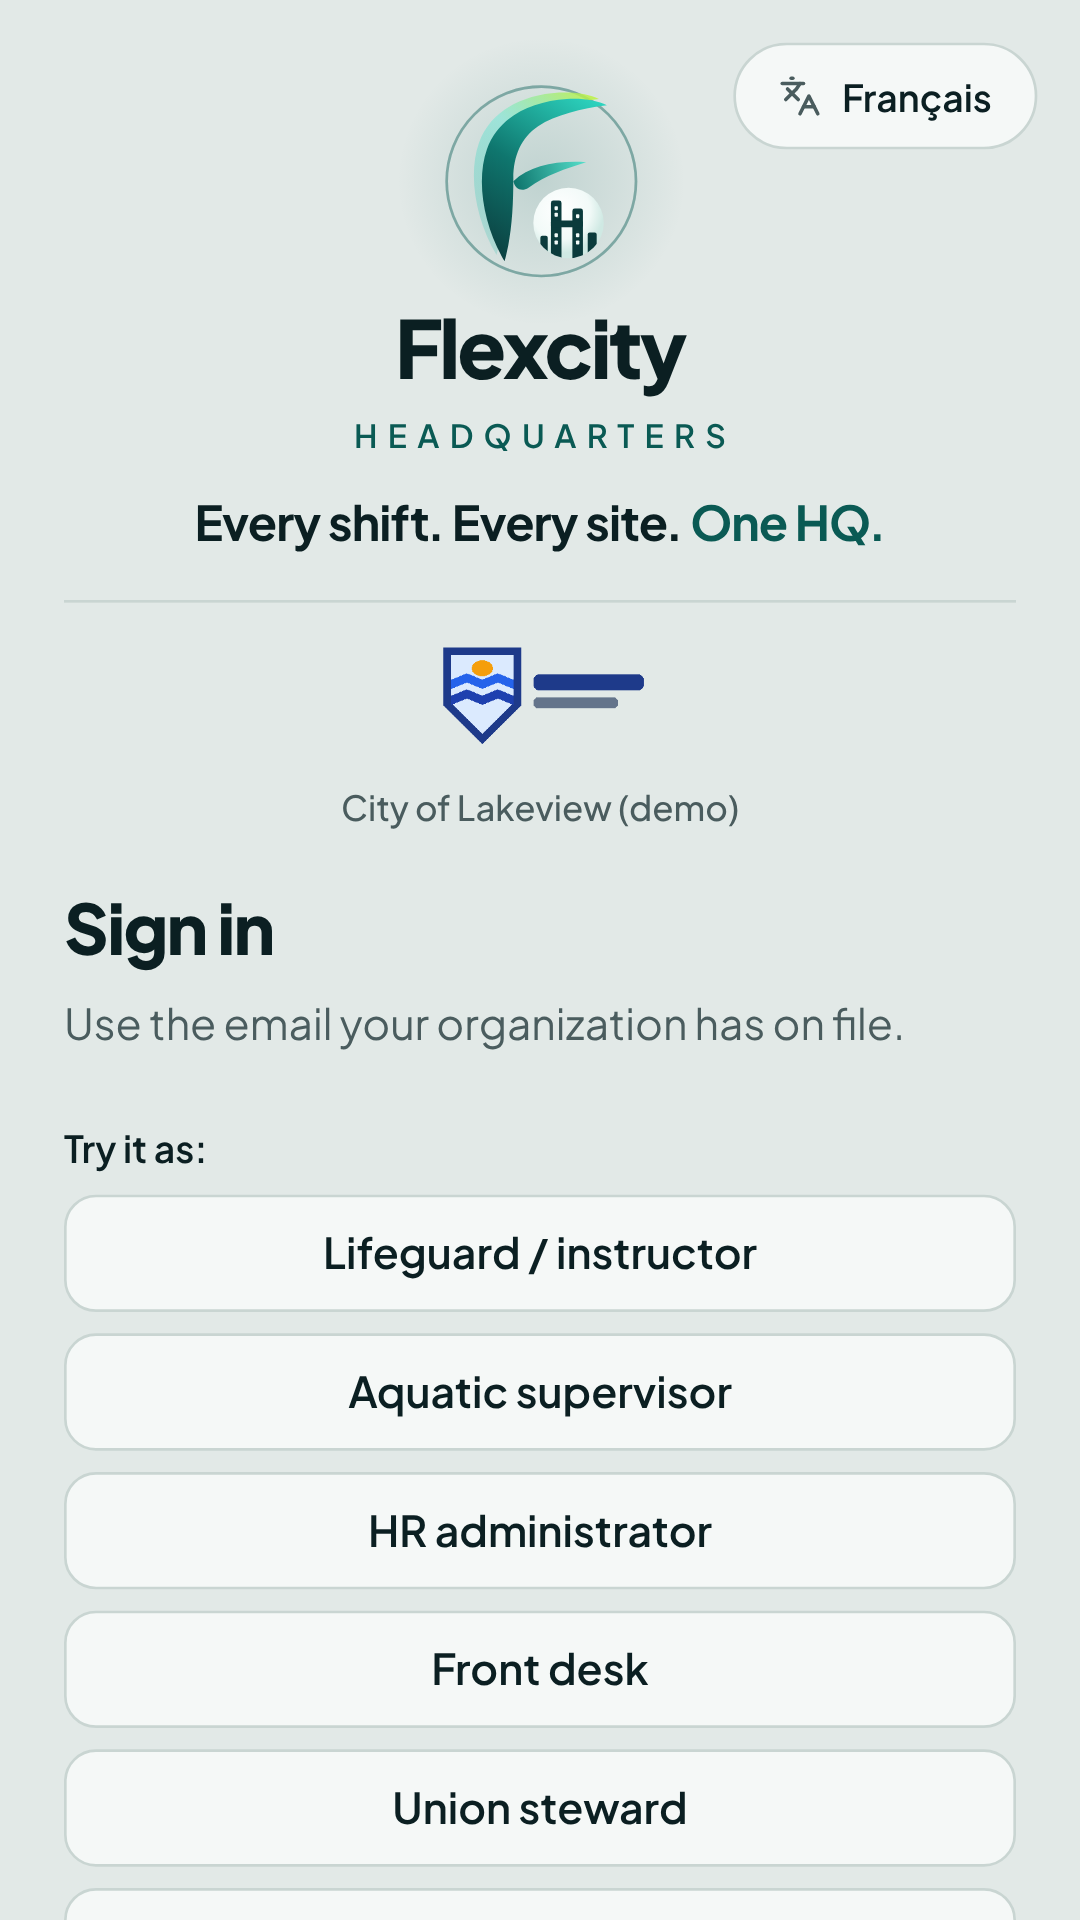 Français
Flexcity
HEADQUARTERS
Every shift. Every site. One HQ.
City of Lakeview (demo)
Sign in
Use the email your organization has on file.
Try it as:
Lifeguard / instructor
Aquatic supervisor
HR administrator
Front desk
Union steward